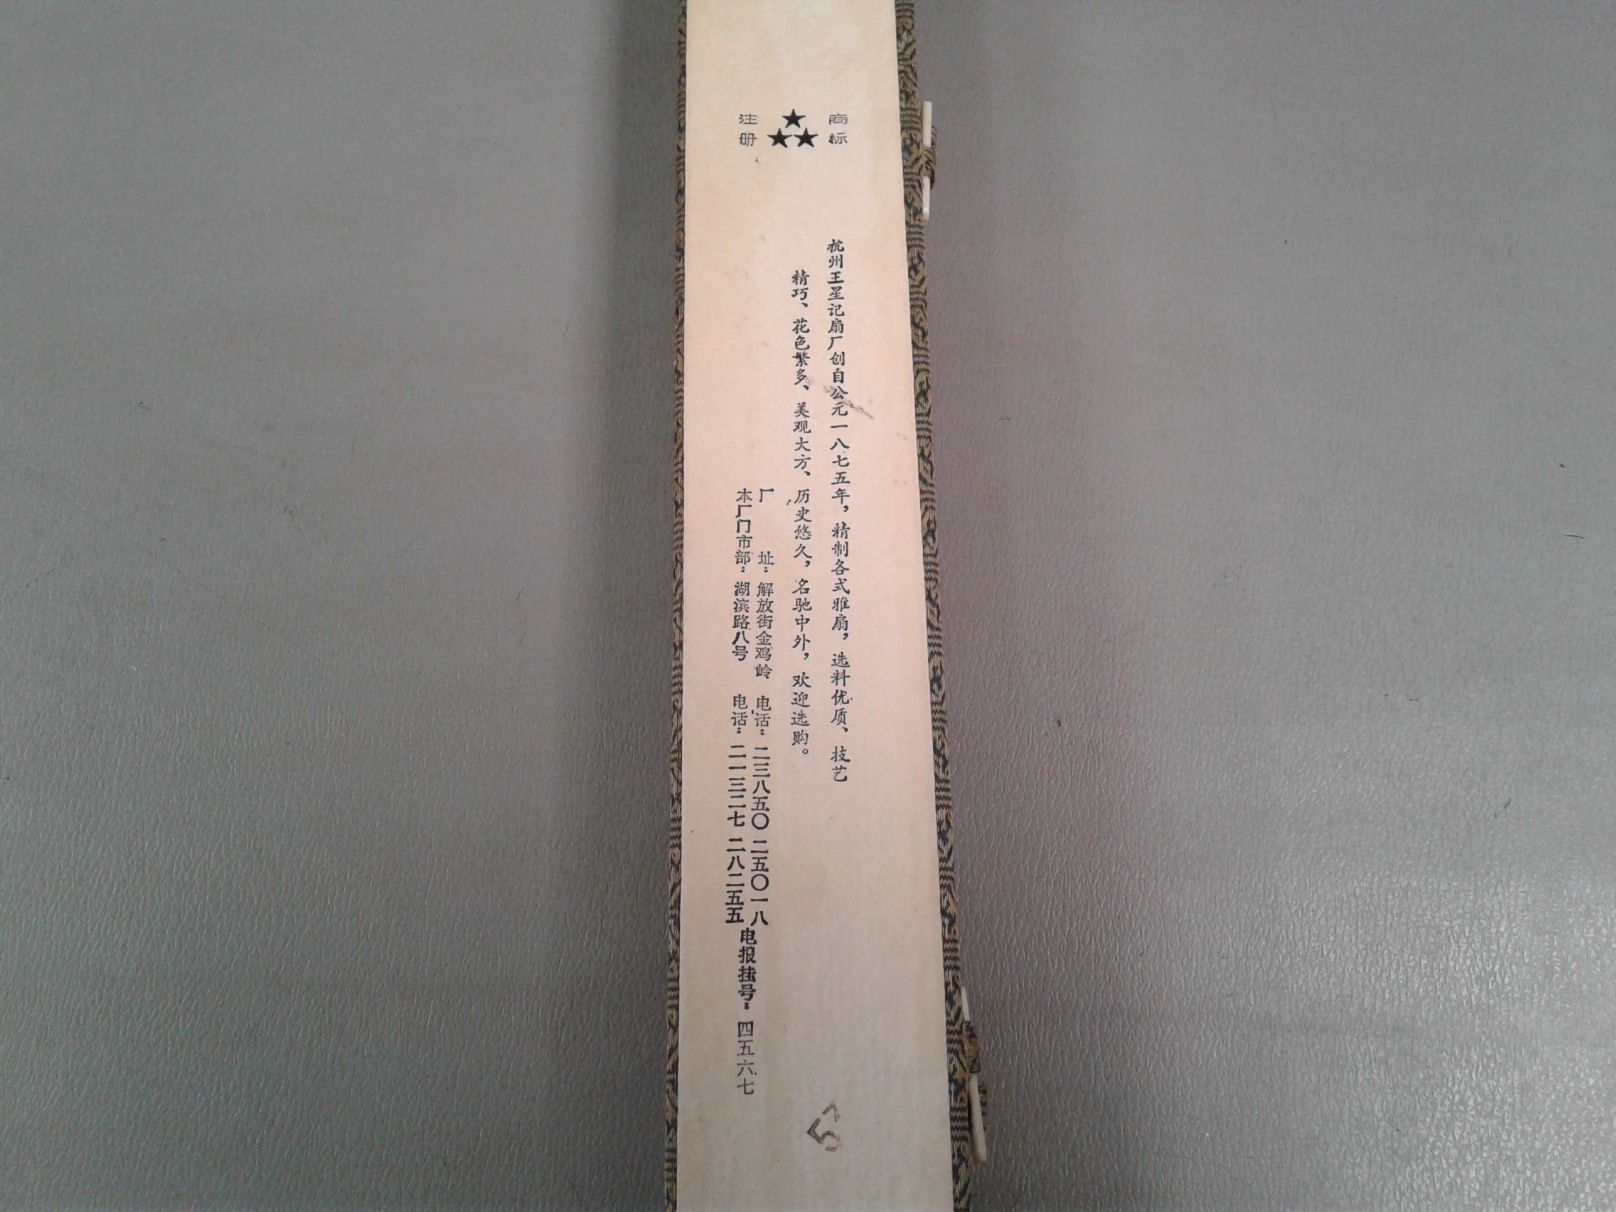 注册 商标
杭州王星记扇厂创自公元一八七五年，精制各式雅扇，选料优质、技艺
精巧、花色繁多、美观大方、历史悠久，名驰中外，欢迎选购。
厂址：解放街金鸡岭 电话：二三八五〇 二五〇一八
本厂门市部：湖滨路八号 电话：二一三二七 二八二五五
电报挂号：四五六七